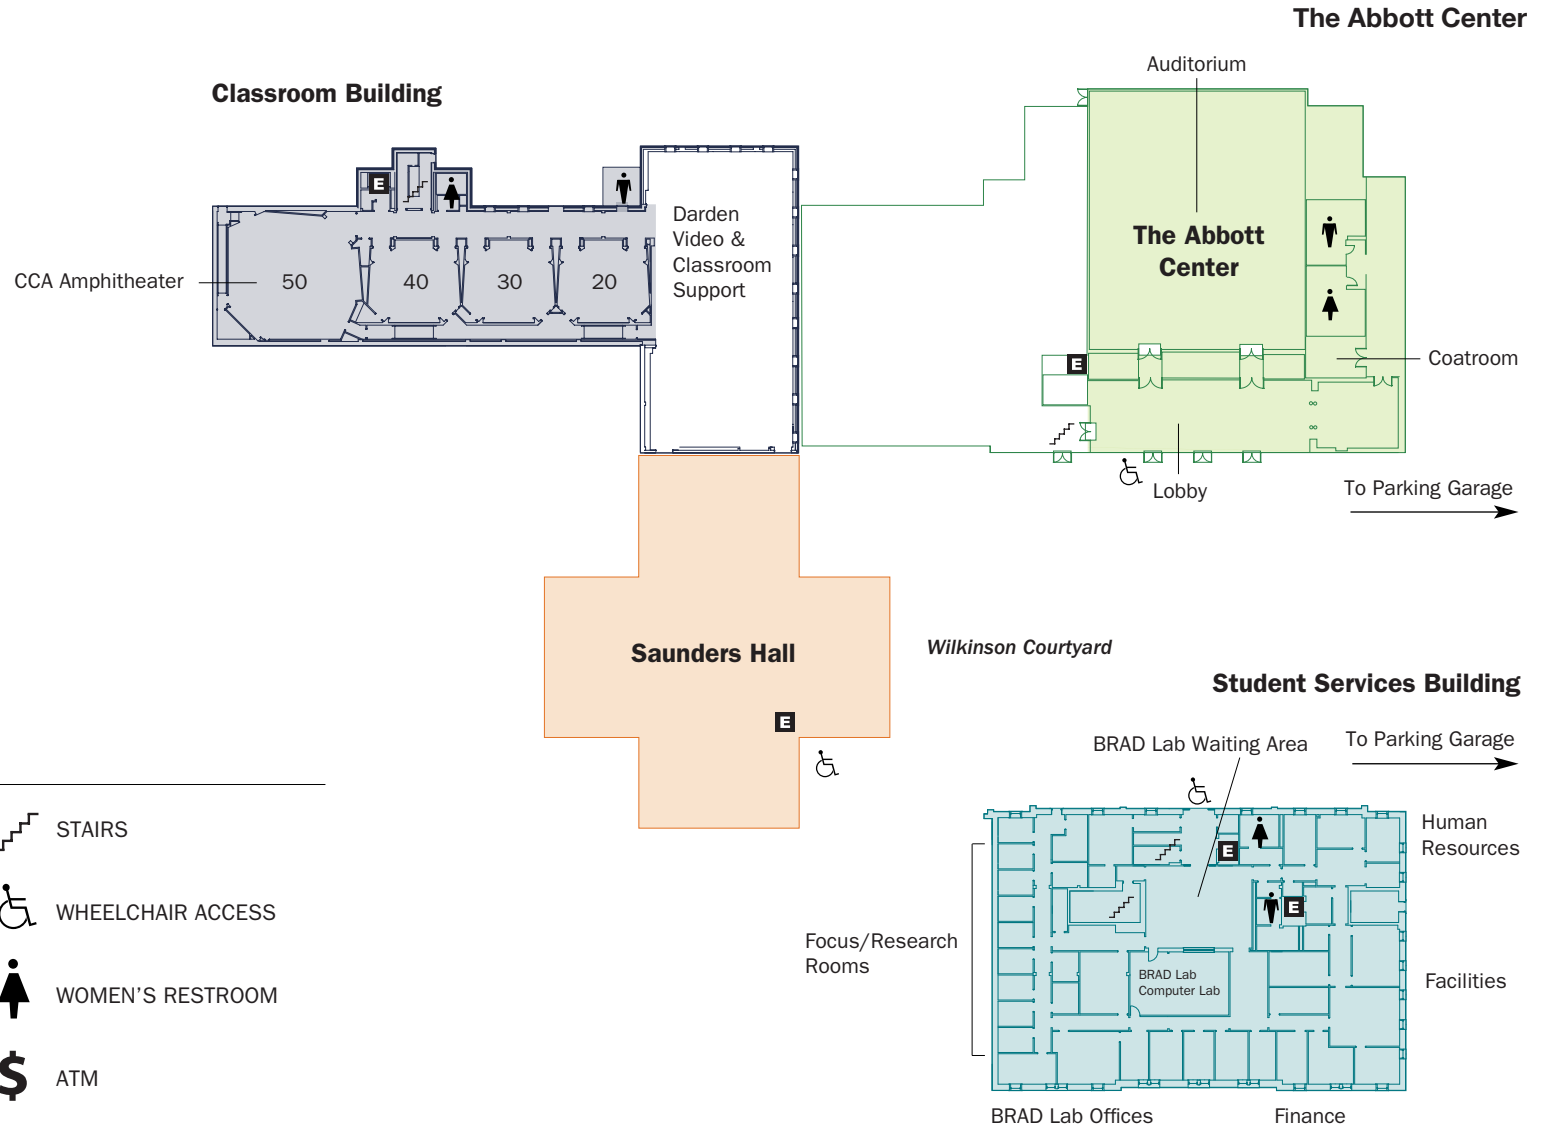 The Abbott Center
Auditorium
Classroom Building
E
Darden
Video &
Classroom
Support
The Abbott
Center
CCA Amphitheater
50
40
30
20
E
Coatroom
Lobby
To Parking Garage
Saunders Hall
Wilkinson Courtyard
Student Services Building
E
BRAD Lab Waiting Area
To Parking Garage
STAIRS
WHEELCHAIR ACCESS
WOMEN'S RESTROOM
$
ATM
Human
Resources
E
E
Focus/Research
Rooms
BRAD Lab
Computer Lab
Facilities
BRAD Lab Offices
Finance